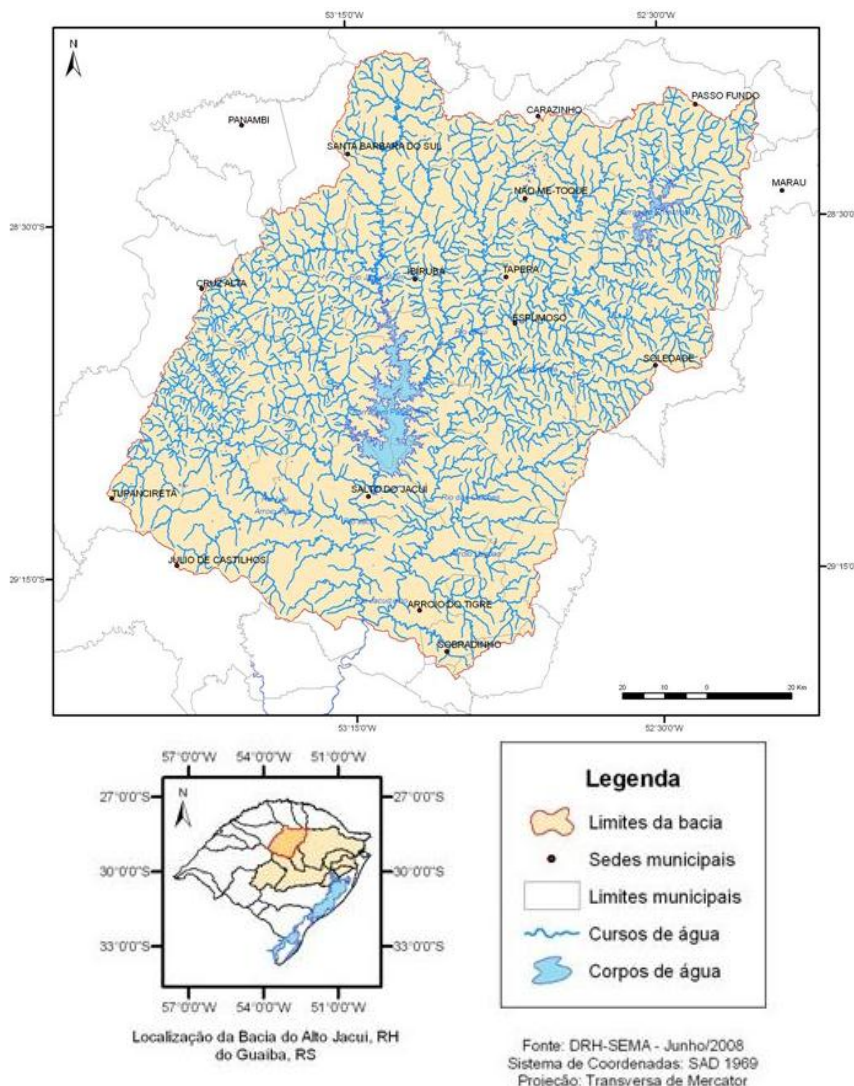 53°15'0"W
52°30'0"W
N
PASSO FUNDO
CARAZINHO
PANAMBI
SANTA BARBARA DO SUL
MARAU
NÃO-ME-TOQUE
28°30'0"S
28°30'0"S
IBIRUBA
TAPERA
CRUZ ALTA
ESPUMOSO
SOLEDADE
SALTO DO JACUÍ
TUPANCIRETÃ
JULIO DE CASTILHOS
29°15'0"S
29°15'0"S
ARROIO DO TIGRE
SOBRADINHO
20 10 0 20 Km
53°15'0"W
52°30'0"W
57°0'0"W 54°0'0"W 51°0'0"W
27°0'0"S
27°0'0"S
N
30°0'0"S
30°0'0"S
33°0'0"S
33°0'0"S
57°0'0"W 54°0'0"W 51°0'0"W
Localização da Bacia do Alto Jacui, RH
do Guaiba, RS
Legenda
Limites da bacia
Sedes municipais
Limites municipais
Cursos de água
Corpos de água
Fonte: DRH-SEMA - Junho/2008
Sistema de Coordenadas: SAD 1969
Projeção: Transversa de Mercator